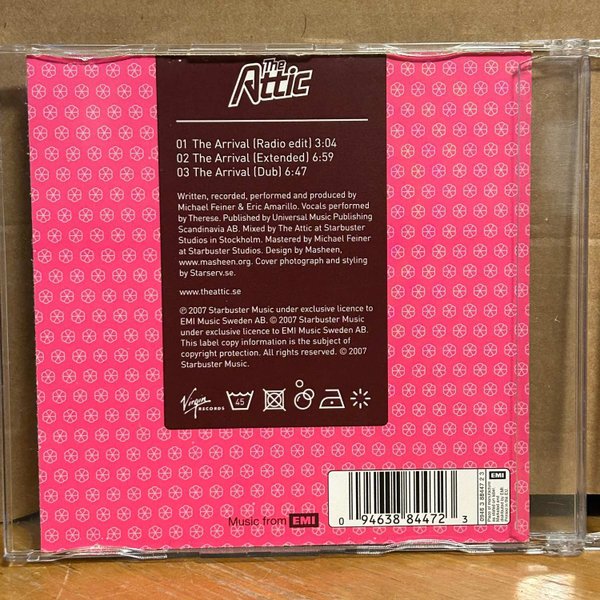 The Attic
01 The Arrival (Radio edit) 3:04
02 The Arrival (Extended) 6:59
03 The Arrival (Dub) 6:47
Written, recorded, performed and produced by
Michael Feiner & Eric Amarillo. Vocals performed
by Therese. Published by Universal Music Publishing
Scandinavia AB. Mixed by The Attic at Starbuster
Studios in Stockholm. Mastered by Michael Feiner
at Starbuster Studios. Design by Masheen,
www.masheen.org. Cover photograph and styling
by Starserv.se.
www.theattic.se
℗ 2007 Starbuster Music under exclusive licence to
EMI Music Sweden AB. © 2007 Starbuster Music
under exclusive licence to EMI Music Sweden AB.
This label copy information is the subject of
copyright protection. All rights reserved. © 2007
Starbuster Music.
Virgin
RECORDS
45
Music from EMI
0 94638 84472 3
EMI
0946 3 88447 2 3